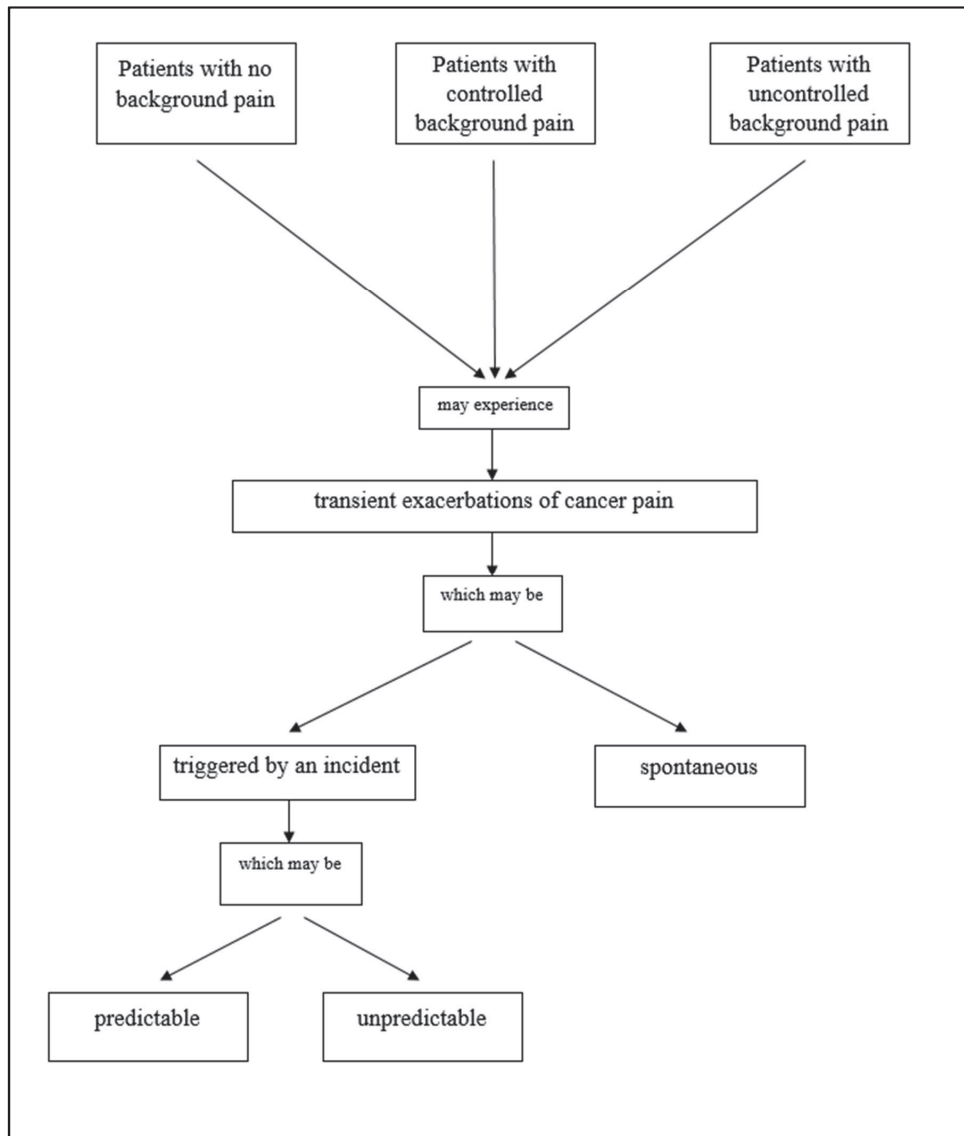 Patients with no
background pain
Patients with
controlled
background pain
Patients with
uncontrolled
background pain
may experience
transient exacerbations of cancer pain
which may be
triggered by an incident
spontaneous
which may be
predictable
unpredictable